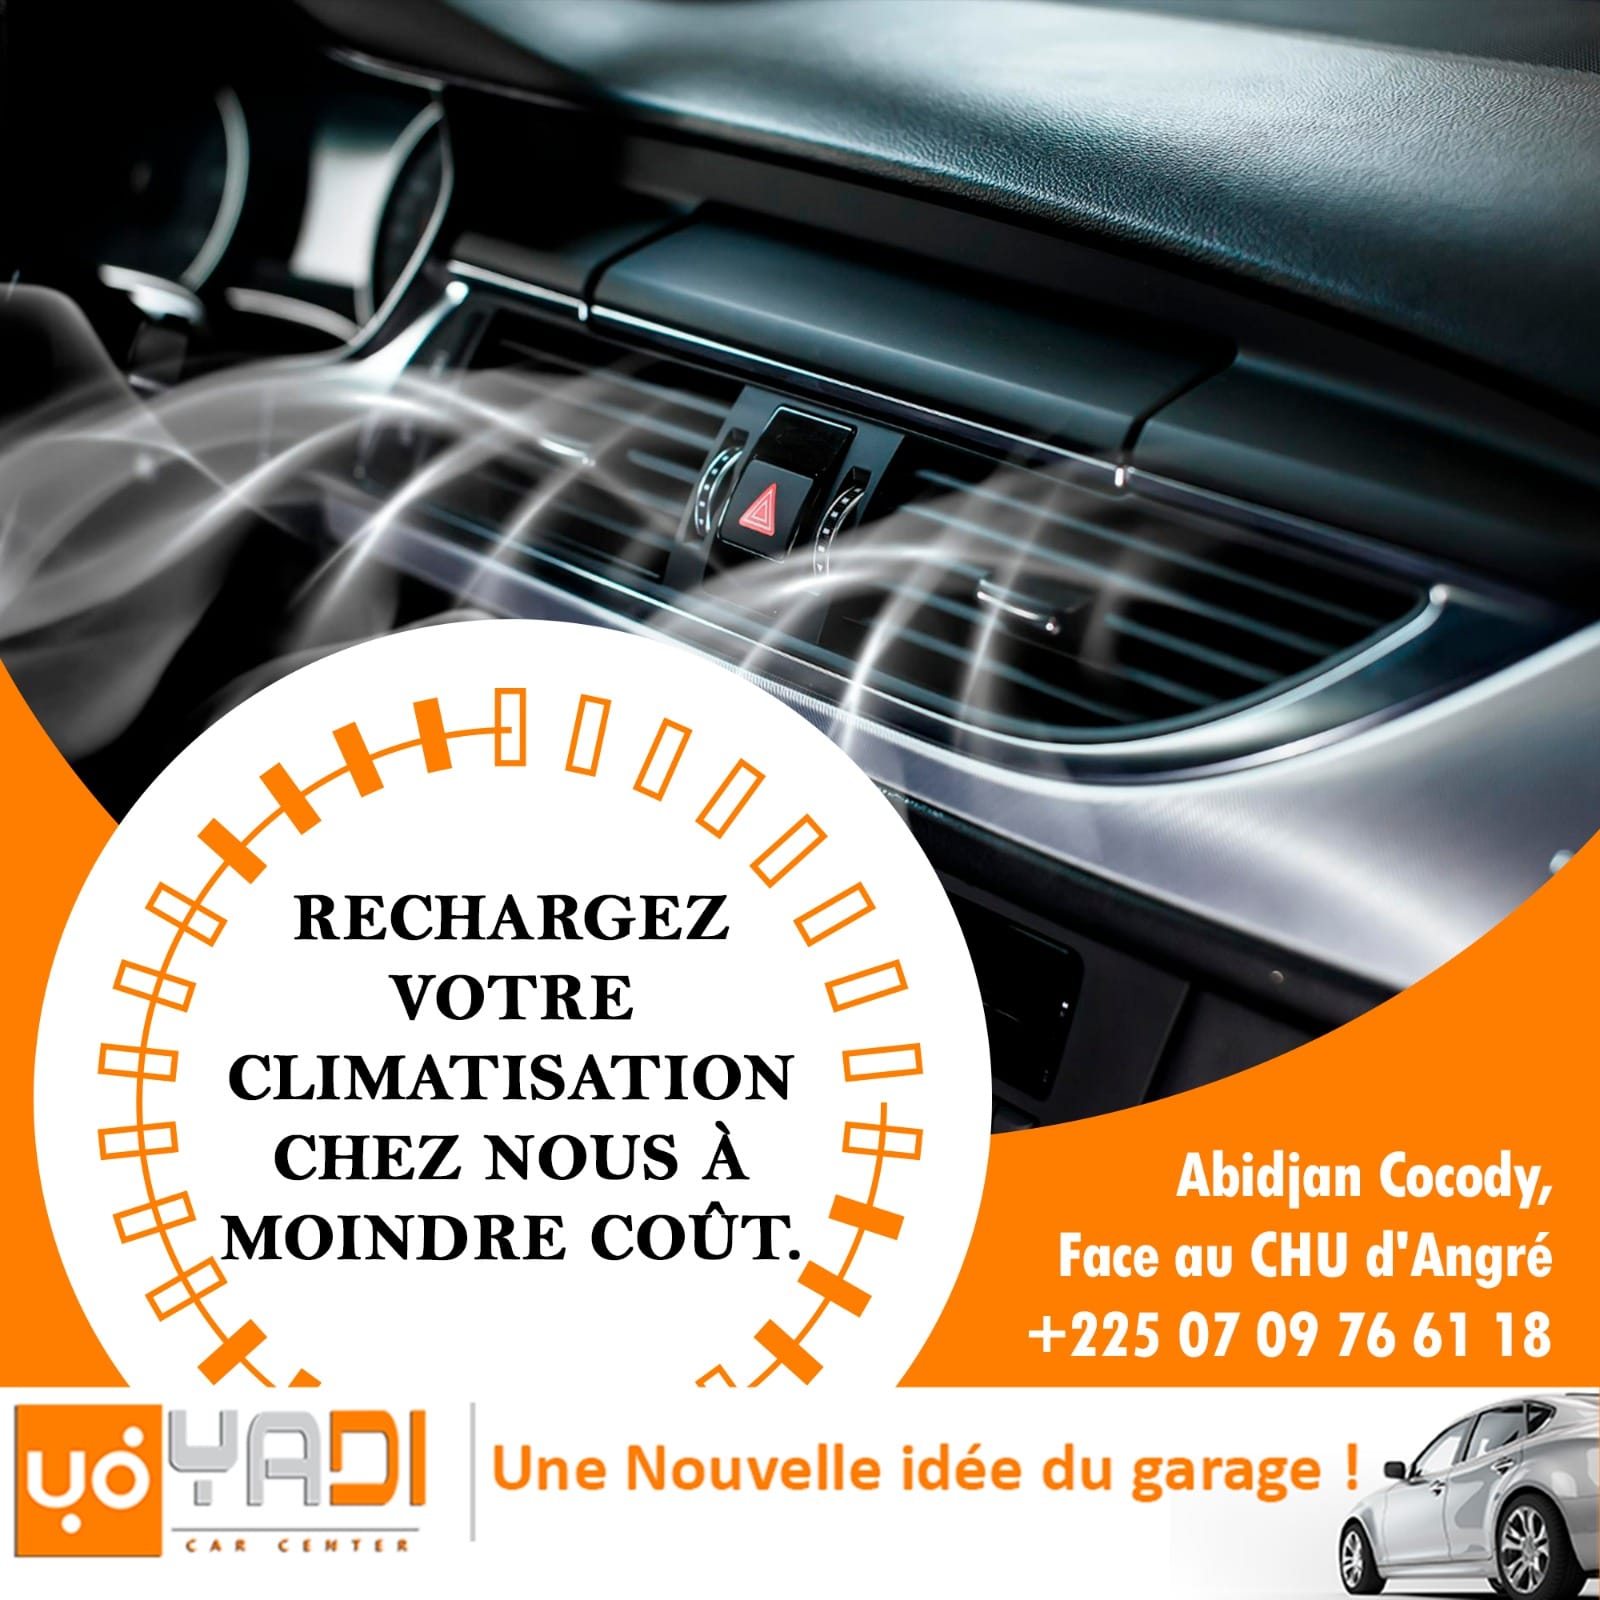 RECHARGEZ
VOTRE
CLIMATISATION
CHEZ NOUS À
MOINDRE COÛT.
Abidjan Cocody,
Face au CHU d'Angré
+225 07 09 76 61 18
YADI
CAR CENTER
Une Nouvelle idée du garage !